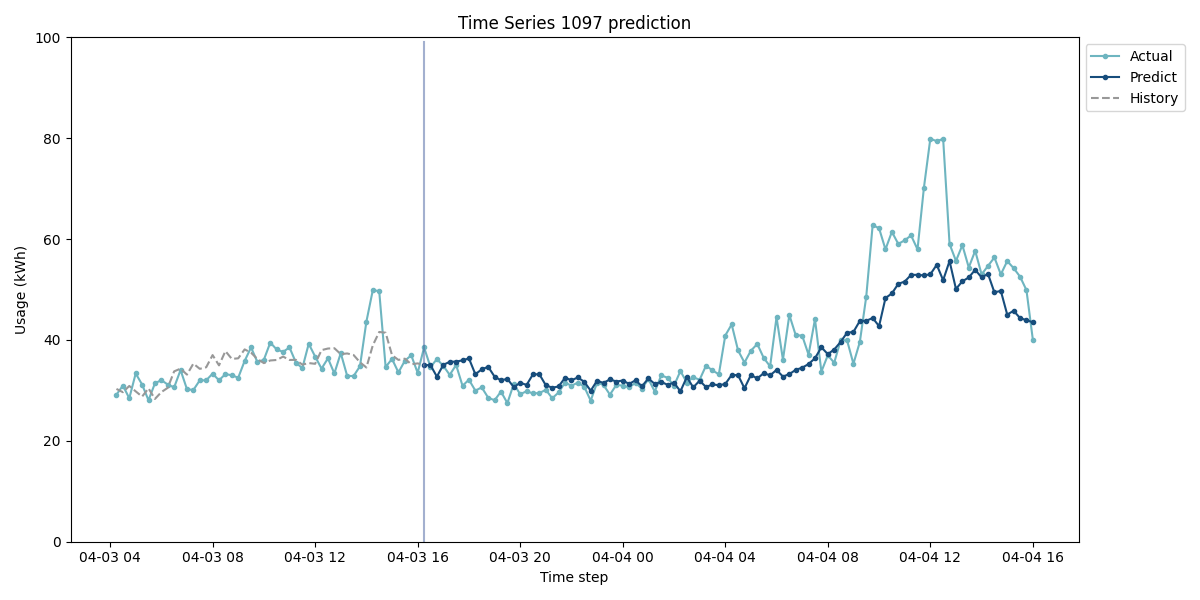 Time Series 1097 prediction
100
80
60
40
20
0
Usage (kWh)
04-03 04
04-03 08
04-03 12
04-03 16
04-03 20
04-04 00
04-04 04
04-04 08
04-04 12
04-04 16
Time step
Actual
Predict
History